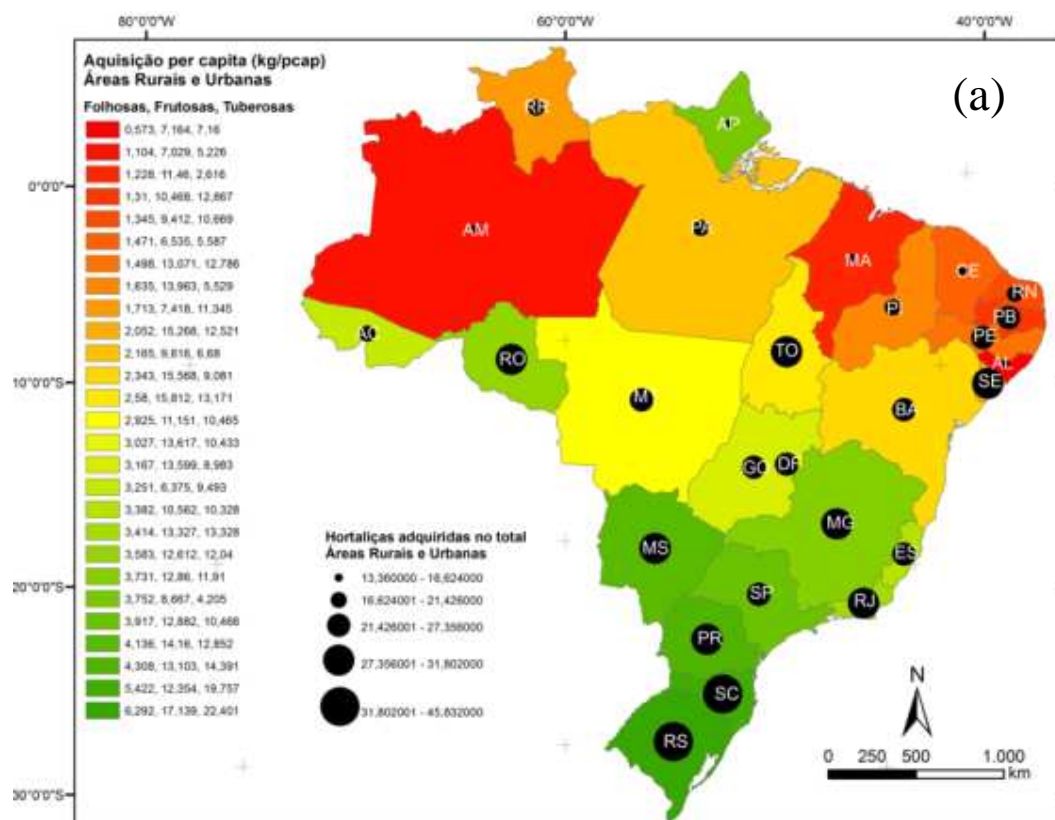 80°0'0"W
60°0'0"W
40°0'0"W
Aquisição per capita (kg/pcap)
Áreas Rurais e Urbanas
(a)
Folhosas, Frutosas, Tuberosas
0,573, 7,164, 7,16
1,104, 7,029, 5,226
1,228, 11,46, 2,616
1,31, 10,466, 12,667
1,345, 9,412, 10,669
1,471, 6,535, 5,587
1,498, 13,071, 12,786
1,635, 13,963, 5,529
1,713, 7,418, 11,345
2,052, 15,268, 12,521
2,165, 9,816, 6,68
2,343, 15,568, 9,081
2,58, 15,812, 13,171
2,925, 11,151, 10,465
3,027, 13,617, 10,433
3,167, 13,599, 8,983
3,251, 6,375, 9,493
3,382, 10,562, 10,328
3,414, 13,327, 13,328
3,583, 12,612, 12,04
3,731, 12,86, 11,91
3,752, 8,667, 4,205
3,917, 12,882, 10,466
4,136, 14,16, 12,852
4,308, 13,103, 14,391
5,422, 12,354, 19,757
6,292, 17,139, 22,401
0°0'0"
10°0'0"S
20°0'0"S
30°0'0"S
RR
AP
AM
PA
MA
CE
RN
PI
PB
PE
AC
RO
TO
AL
SE
M
BA
GO
DF
MG
MS
ES
SP
RJ
PR
SC
RS
Hortaliças adquiridas no total
Áreas Rurais e Urbanas
13,360000 - 16,624000
16,624001 - 21,426000
21,426001 - 27,356000
27,356001 - 31,802000
31,802001 - 45,832000
N
0 250 500 1.000
km